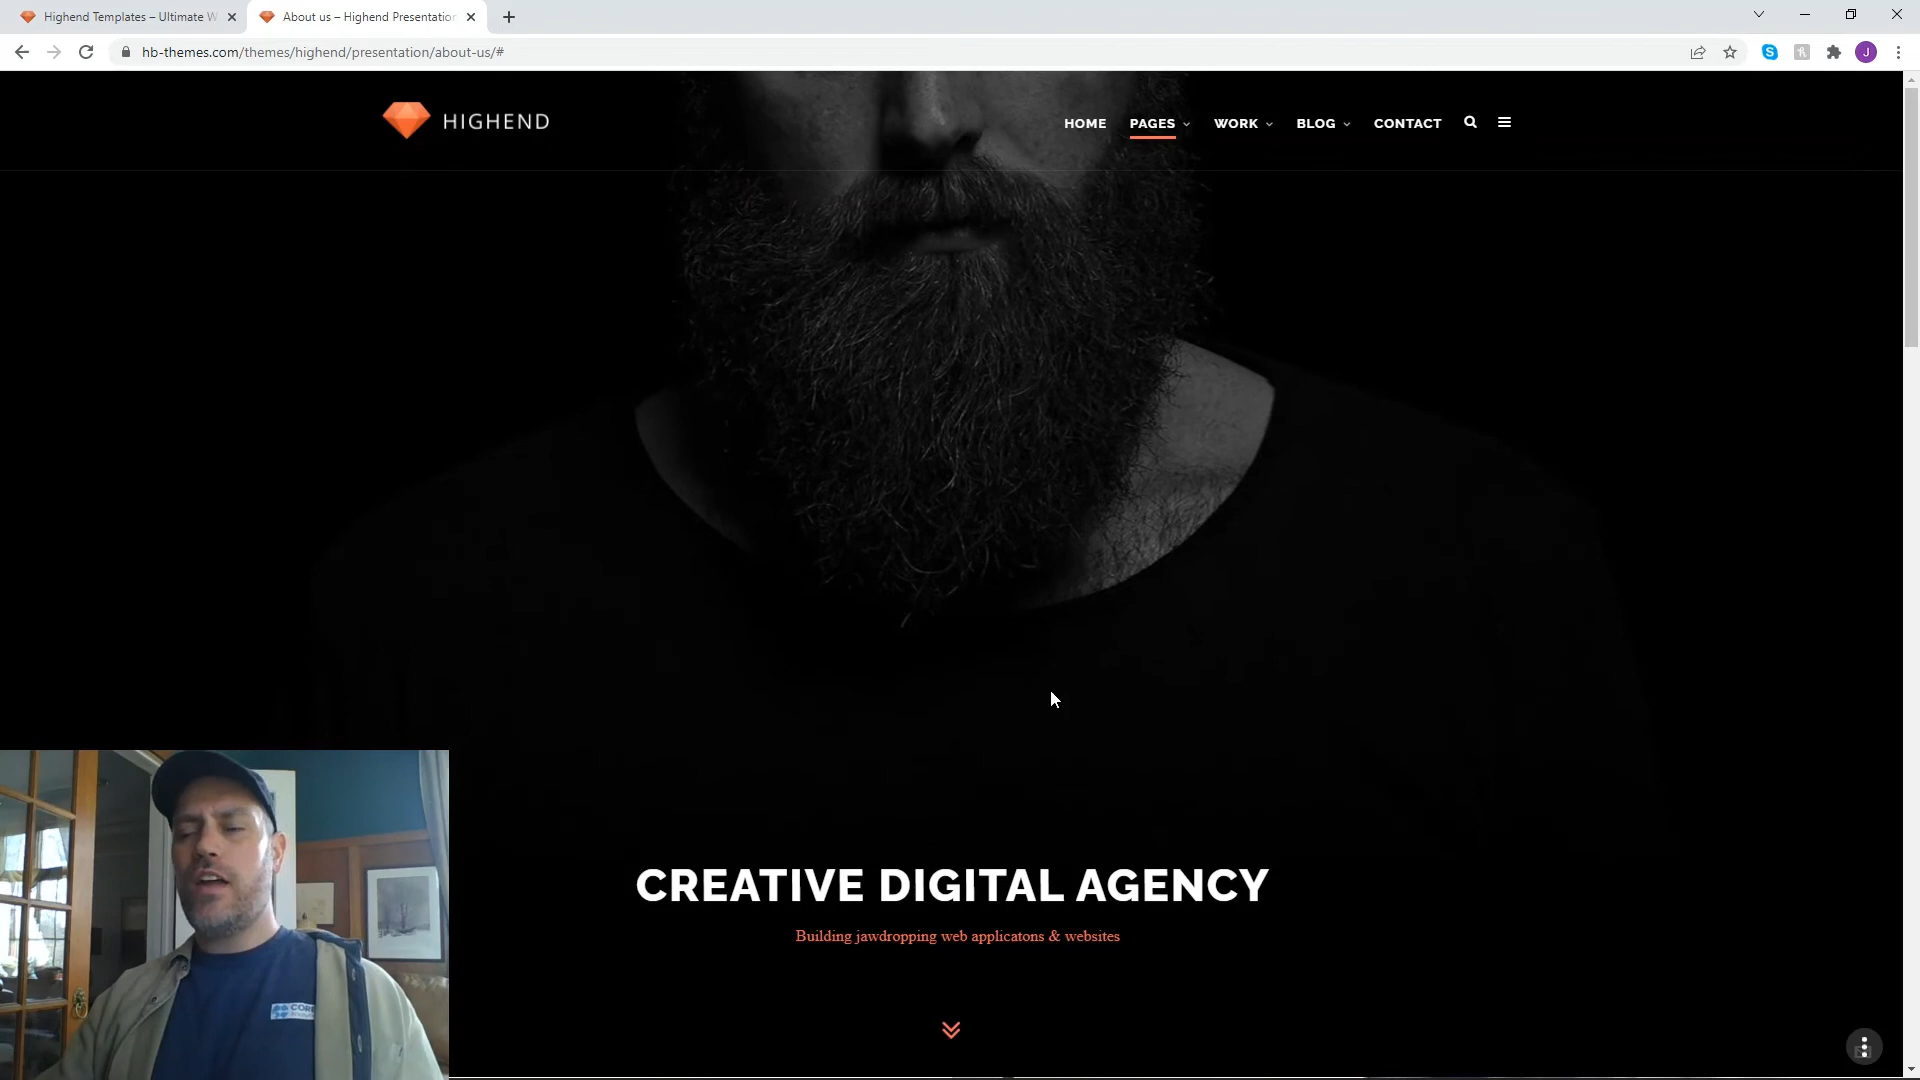 Highend Templates – Ultimate W
About us – Highend Presentation
hb-themes.com/themes/highend/presentation/about-us/#
J
HIGHEND
HOME
PAGES
WORK
BLOG
CONTACT
CREATIVE DIGITAL AGENCY
Building jawdropping web applicatons & websites